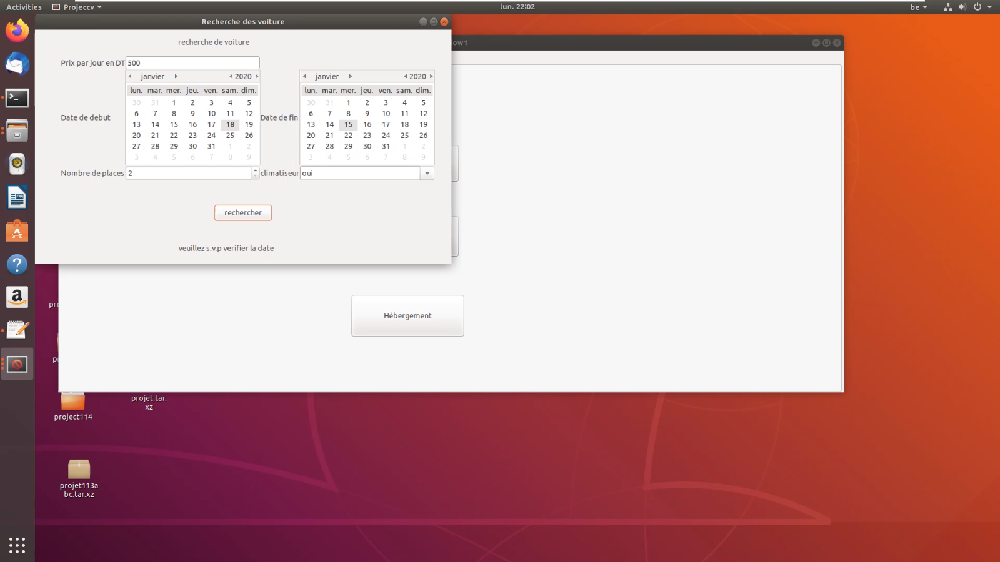 Activities
Projeccv
lun. 22:02
be
Recherche des voiture
ow1
recherche de voiture
Prix par jour en DT
500
janvier
2020
lun. mar. mer. jeu. ven. sam. dim.
30 31 1 2 3 4 5
6 7 8 9 10 11 12
13 14 15 16 17 18 19
20 21 22 23 24 25 26
27 28 29 30 31 1 2
3 4 5 6 7 8 9
janvier
2020
lun. mar. mer. jeu. ven. sam. dim.
30 31 1 2 3 4 5
6 7 8 9 10 11 12
13 14 15 16 17 18 19
20 21 22 23 24 25 26
27 28 29 30 31 1 2
3 4 5 6 7 8 9
Date de debut
Date de fin
Nombre de places
2
climatiseur
oui
rechercher
veuillez s.v.p verifier la date
Hébergement
projet.tar.
xz
project114
projet113a
bc.tar.xz